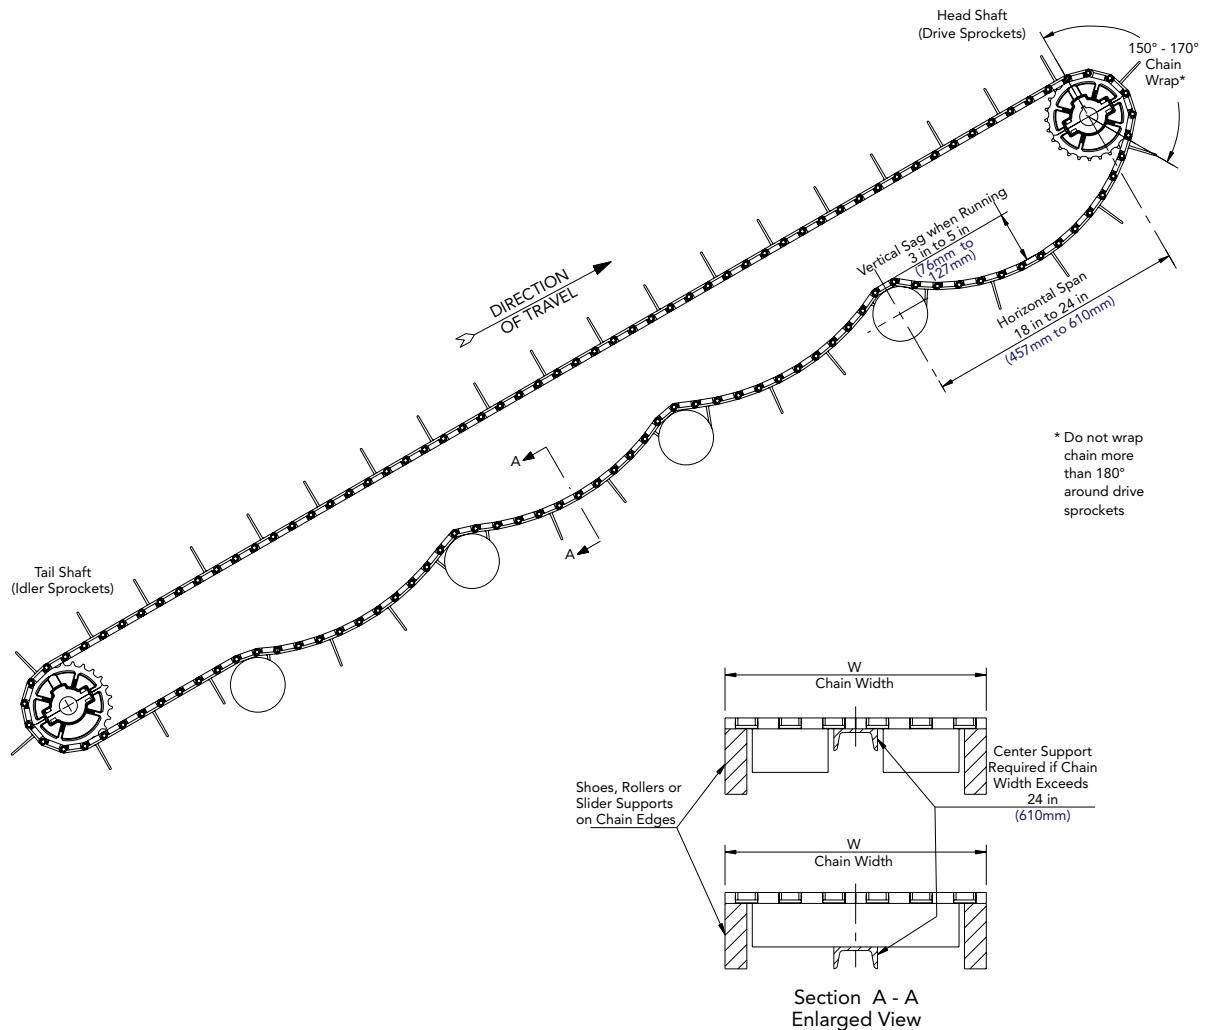 Head Shaft
(Drive Sprockets)
150° - 170°
Chain
Wrap*
Vertical Sag when Running
3 in to 5 in
(76mm to
127mm)
DIRECTION
OF TRAVEL
Horizontal Span
18 in to 24 in
(457mm to 610mm)
* Do not wrap
chain more
than 180°
around drive
sprockets
A
A
Tail Shaft
(Idler Sprockets)
W
Chain Width
Shoes, Rollers or
Slider Supports
on Chain Edges
Center Support
Required if Chain
Width Exceeds
24 in
(610mm)
W
Chain Width
Section A - A
Enlarged View